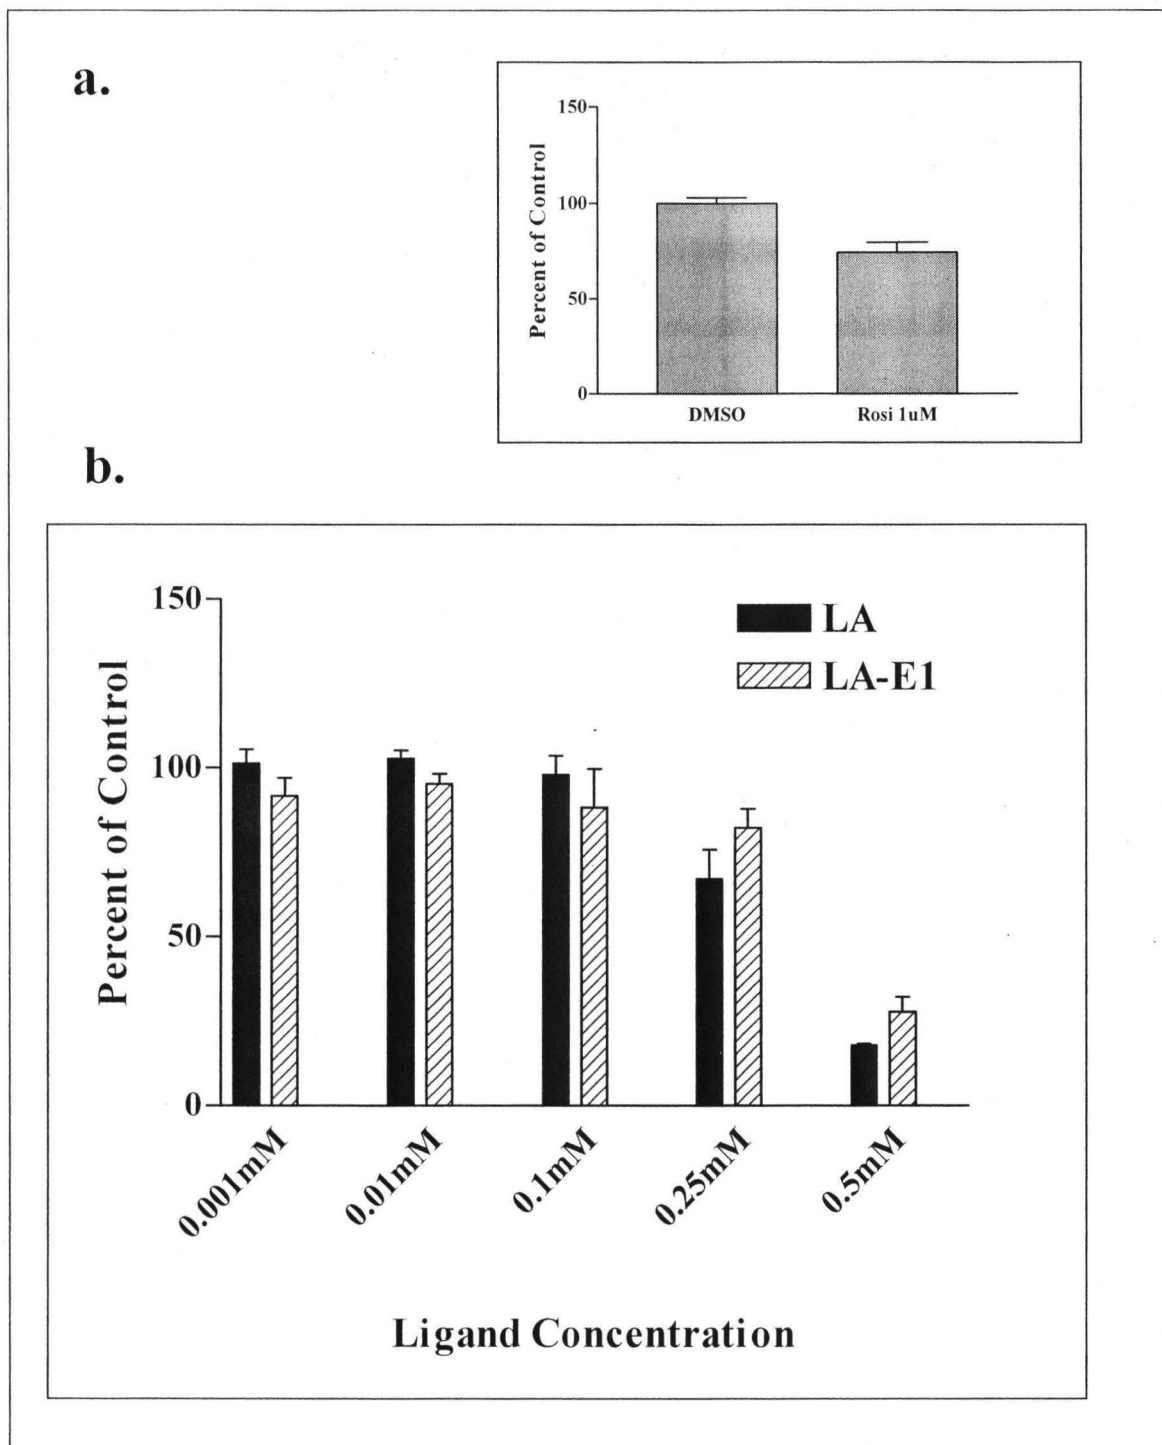 a.
150
100
50
0
Percent of Control
DMSO
Rosi 1uM
b.
150
100
50
0
Percent of Control
LA
LA-E1
0.001mM
0.01mM
0.1mM
0.25mM
0.5mM
Ligand Concentration